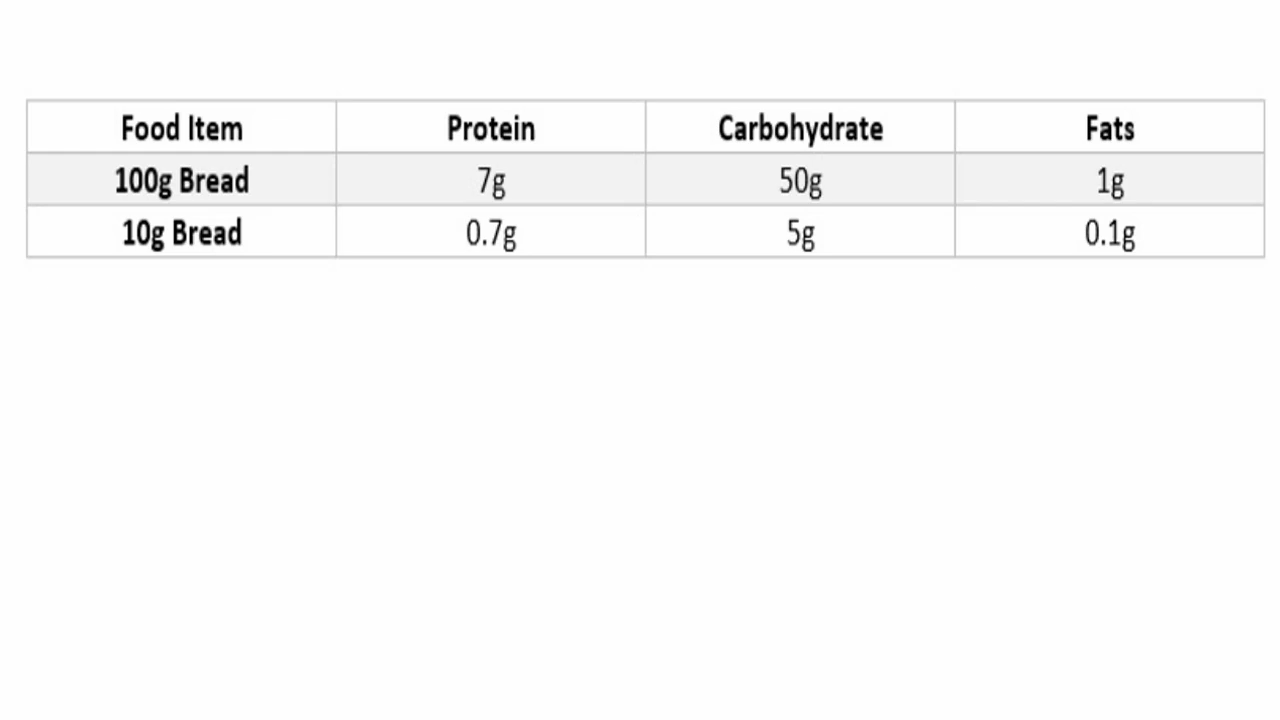 Food Item Protein Carbohydrate Fats
100g Bread 7g 50g 1g
10g Bread 0.7g 5g 0.1g